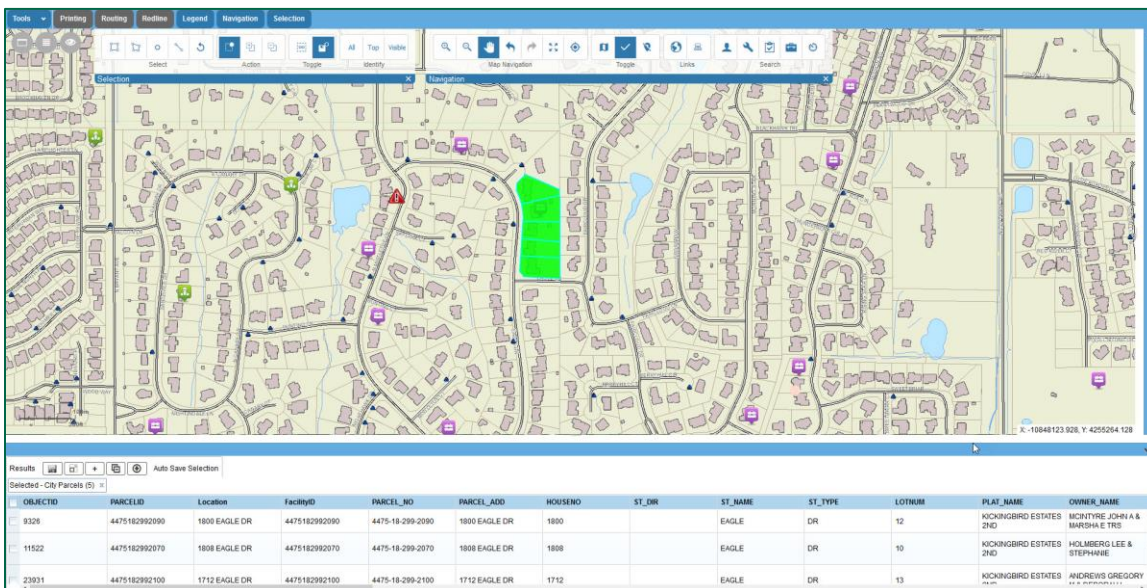 Tools Printing Routing Redline Legend Navigation Selection
Select Action Toggle All Top Visible Identify Map Navigation Toggle Links Search
Selection × Navigation ×
X: -10848123.928, Y: 4255264.128
Results Auto Save Selection
Selected - City Parcels (5) ×
OBJECTID PARCELID Location FacilityID PARCEL_NO PARCEL_ADD HOUSENO ST_DIR ST_NAME ST_TYPE LOTNUM PLAT_NAME OWNER_NAME
9326 4475182992090 1800 EAGLE DR 4475182992090 4475-18-299-2090 1800 EAGLE DR 1800 EAGLE DR 12 KICKINGBIRD ESTATES 2ND MCINTYRE JOHN A & MARSHA E TRS
11522 4475182992070 1808 EAGLE DR 4475182992070 4475-18-299-2070 1808 EAGLE DR 1808 EAGLE DR 10 KICKINGBIRD ESTATES 2ND HOLMBERG LEE & STEPHANIE
23931 4475182992100 1712 EAGLE DR 4475182992100 4475-18-299-2100 1712 EAGLE DR 1712 EAGLE DR 13 KICKINGBIRD ESTATES ANDREWS GREGORY